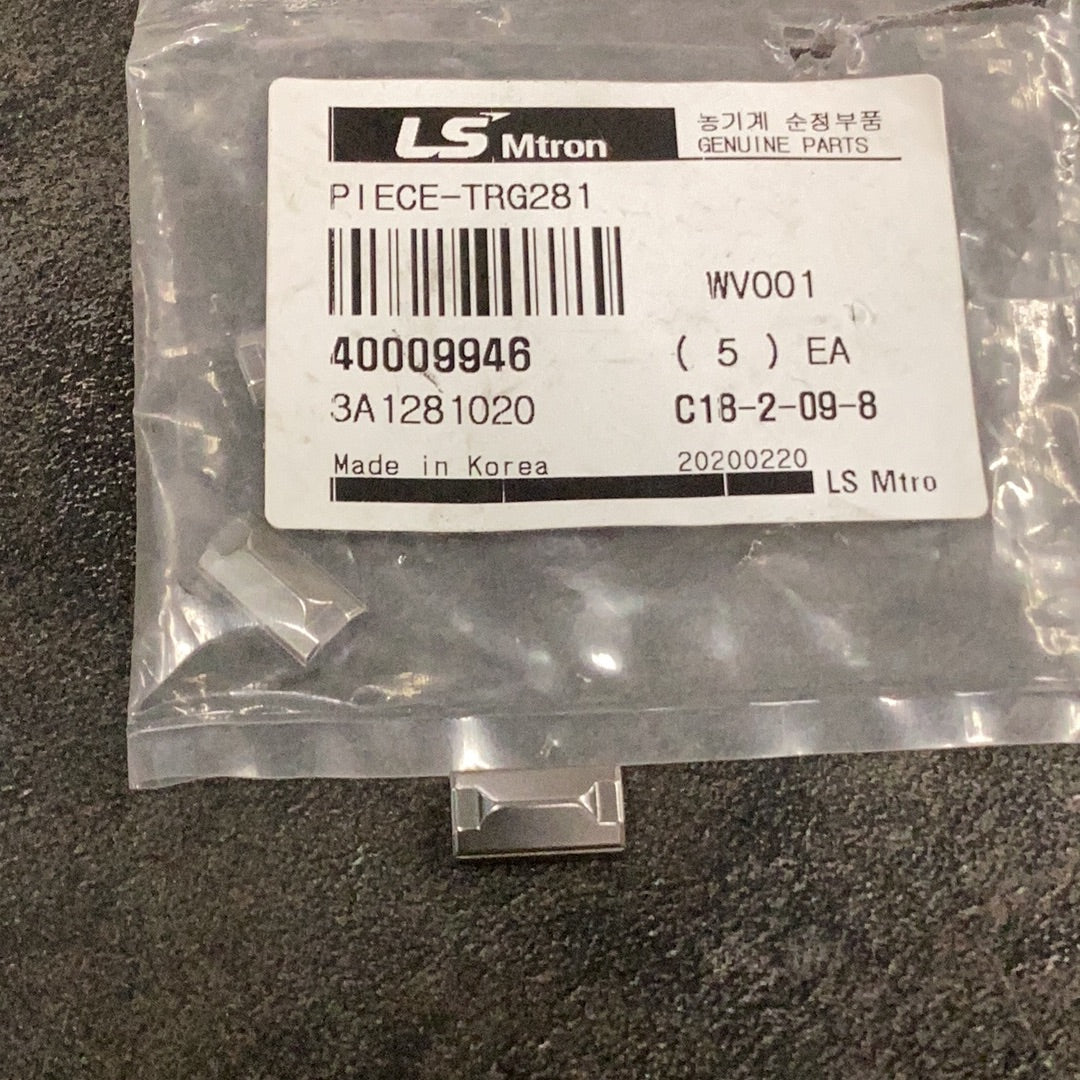 LS Mtron
농기계 순정부품
GENUINE PARTS
PIECE-TRG281
WV001
40009946
( 5 ) EA
3A1281020
C18-2-09-8
Made in Korea
20200220
LS Mtro